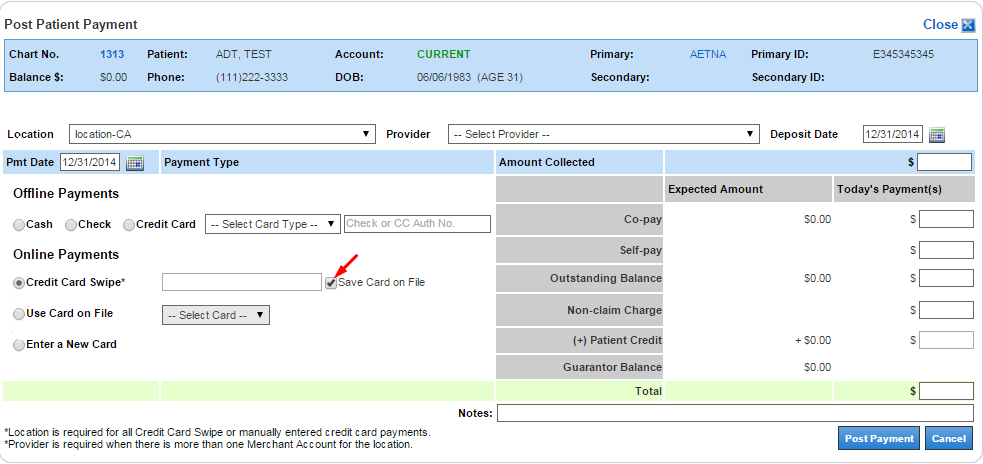 Post Patient Payment Close
Chart No. 1313 Patient: ADT, TEST Account: CURRENT Primary: AETNA Primary ID: E345345345
Balance $: $0.00 Phone: (111)222-3333 DOB: 06/06/1983 (AGE 31) Secondary: Secondary ID:
Location location-CA Provider -- Select Provider -- Deposit Date 12/31/2014
Pmt Date 12/31/2014 Payment Type Amount Collected $
Offline Payments Expected Amount Today's Payment(s)
Cash Check Credit Card -- Select Card Type -- Check or CC Auth No. Co-pay $0.00 $
Online Payments Self-pay $
Credit Card Swipe* Save Card on File Outstanding Balance $0.00 $
Use Card on File -- Select Card -- Non-claim Charge $
Enter a New Card (+) Patient Credit + $0.00 $
Guarantor Balance $0.00
Total $
Notes:
*Location is required for all Credit Card Swipe or manually entered credit card payments.
*Provider is required when there is more than one Merchant Account for the location.
Post Payment Cancel